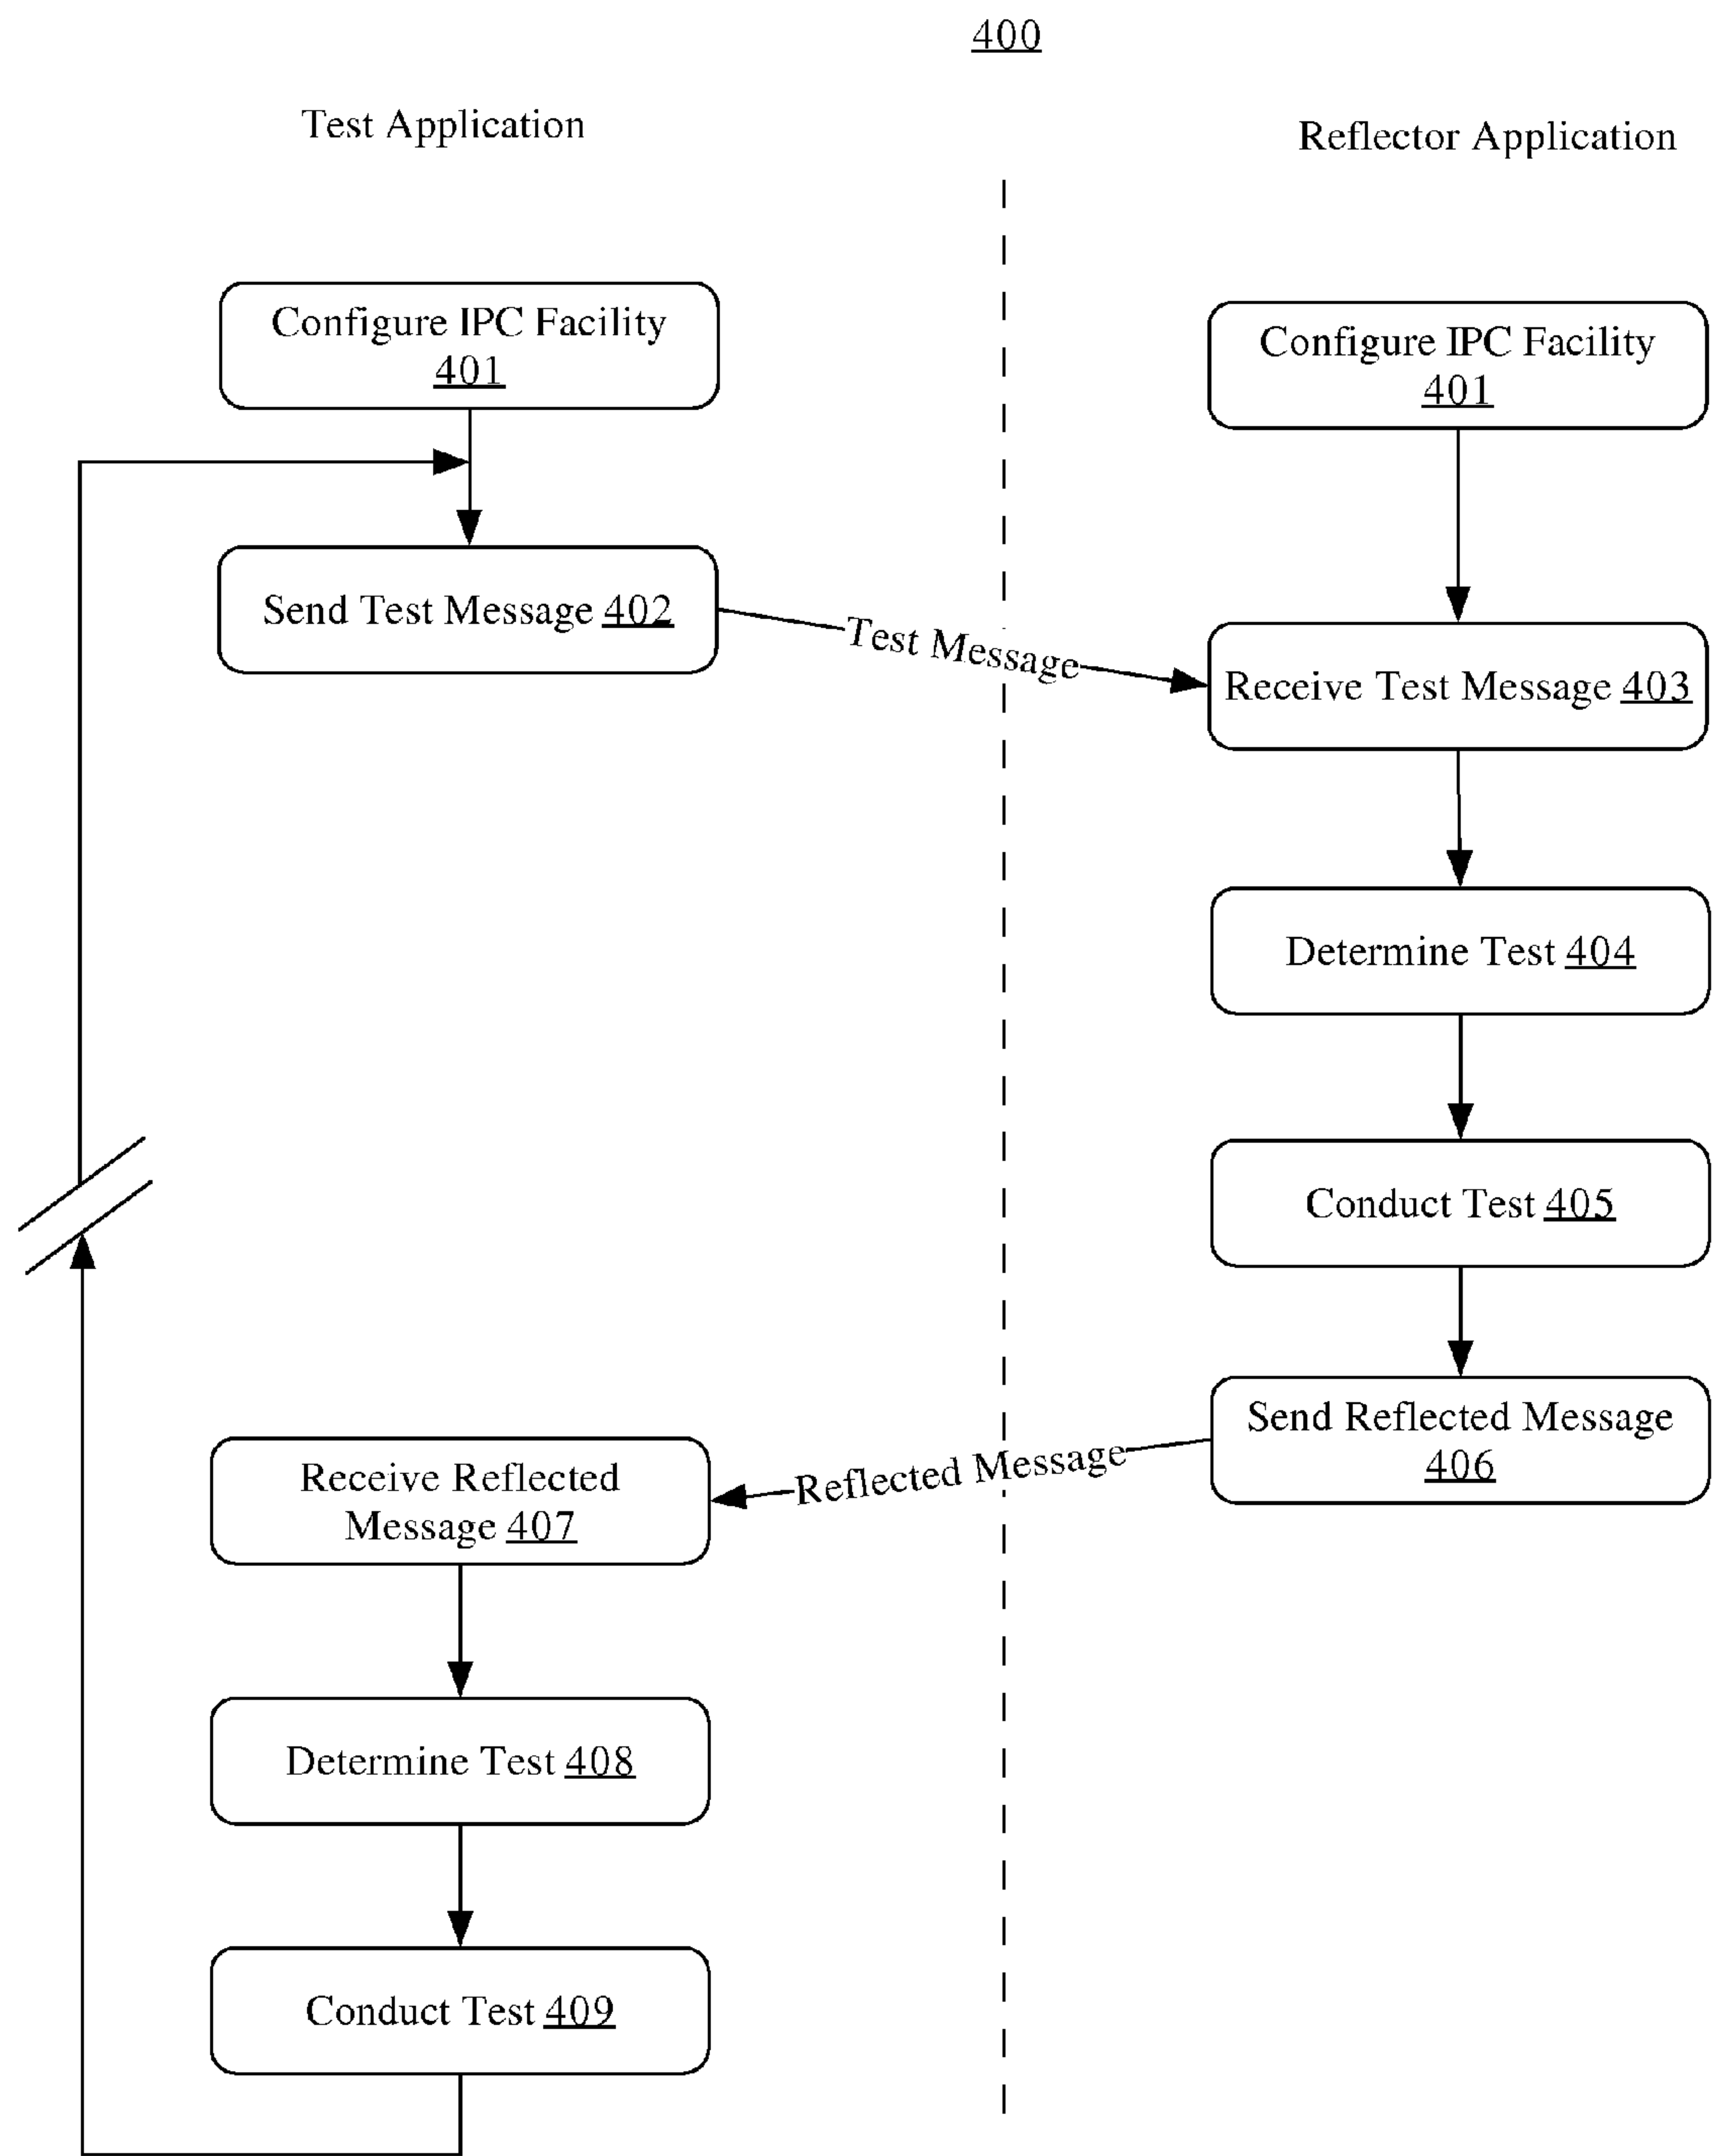 400
Test Application
Reflector Application
Configure IPC Facility
401
Configure IPC Facility
401
Send Test Message 402
Test Message
Receive Test Message 403
Determine Test 404
Conduct Test 405
Send Reflected Message
406
Reflected Message
Receive Reflected
Message 407
Determine Test 408
Conduct Test 409